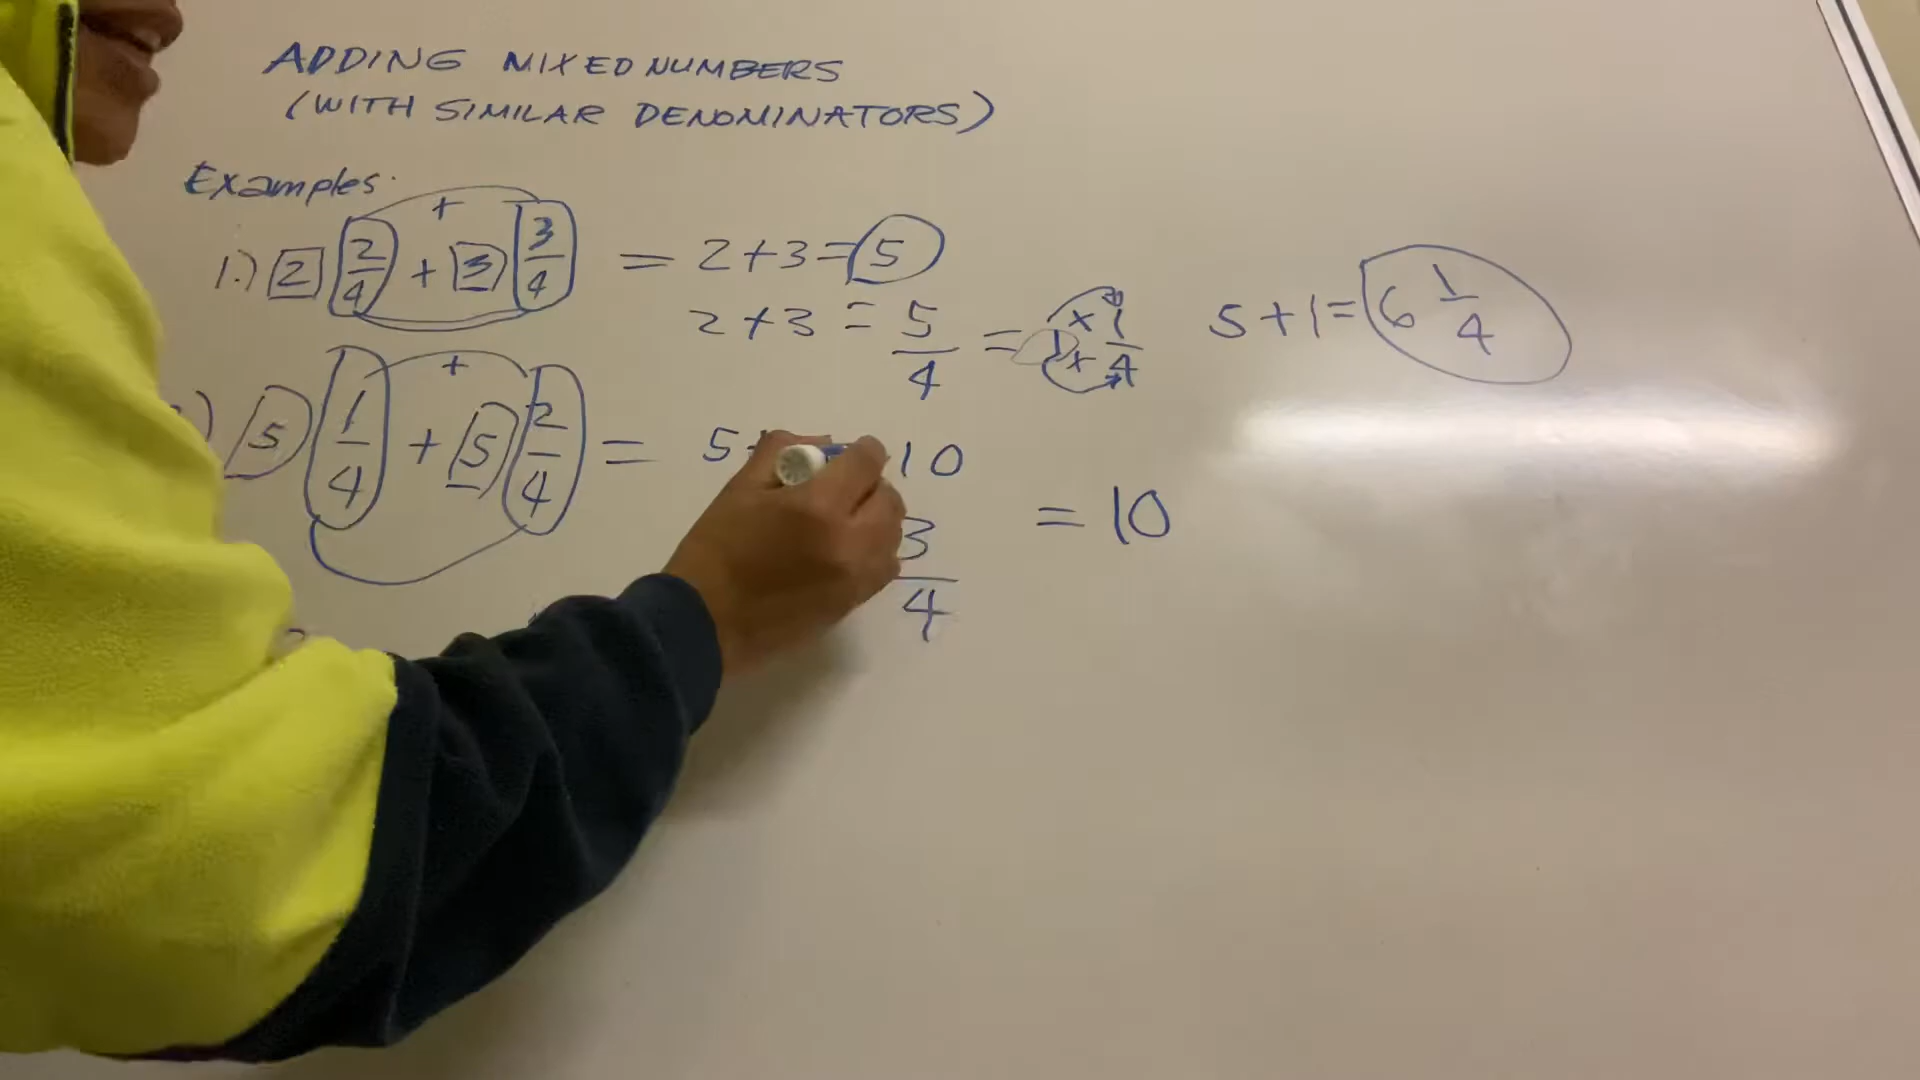 ADDING MIXED NUMBERS
(WITH SIMILAR DENOMINATORS)
Examples.
1.) 2 2/4 + 3 3/4 = 2+3=5
+
2+3 = 5/4 = 1 1/4
x
x
5+1= 6 1/4
) 5 1/4 + 5 2/4 = 5+ 10
+
3/4 = 10